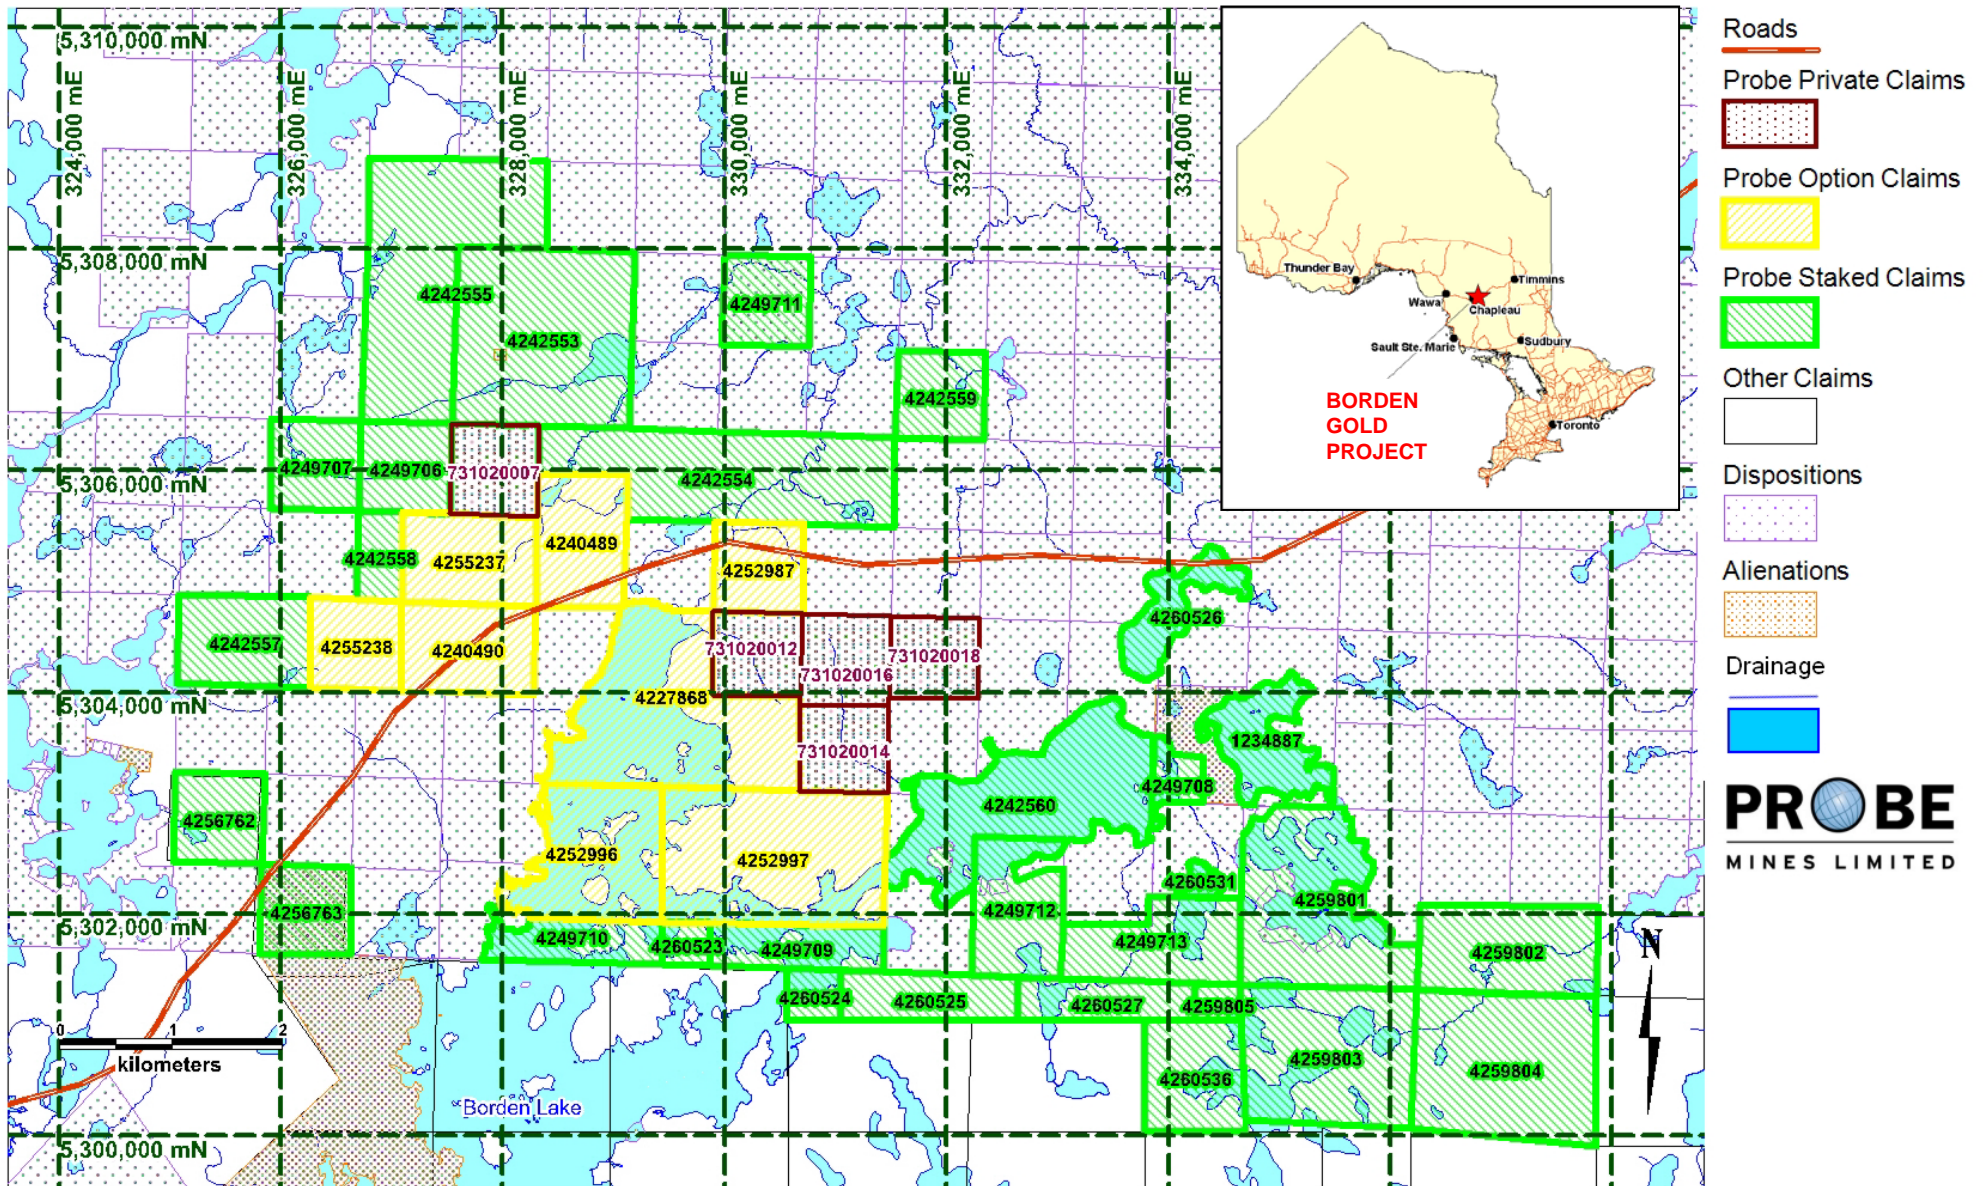 5,310,000 mN
324,000 mE
326,000 mE
328,000 mE
330,000 mE
332,000 mE
334,000 mE
5,308,000 mN
4242555
4242553
4249711
4242559
4249707
4249706
731020007
4242554
5,306,000 mN
4242558
4255237
4240489
4252987
4242557
4255238
4240490
731020012
731020016
731020018
4260526
4227868
5,304,000 mN
731020014
1234887
4249708
4242560
4256762
4252996
4252997
4260531
4259801
4256763
4249712
5,302,000 mN
4249710
4260523
4249709
4249713
4259802
4260524
4260525
4260527
4259805
4259803
4259804
4260536
0 1 2
kilometers
Borden Lake
5,300,000 mN
N
Thunder Bay
Timmins
Wawa
Chapleau
Sault Ste. Marie
Sudbury
Toronto
BORDEN
GOLD
PROJECT
Roads
Probe Private Claims
Probe Option Claims
Probe Staked Claims
Other Claims
Dispositions
Alienations
Drainage
PROBE
MINES LIMITED